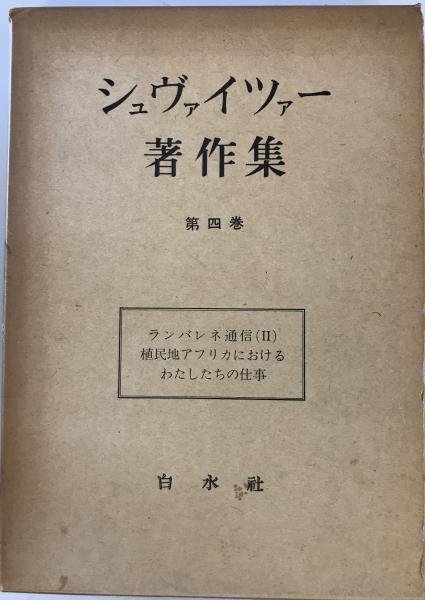 シュヴァイツァー
著作集
第四巻
ランバレネ通信(II)
植民地アフリカにおける
わたしたちの仕事
白水社